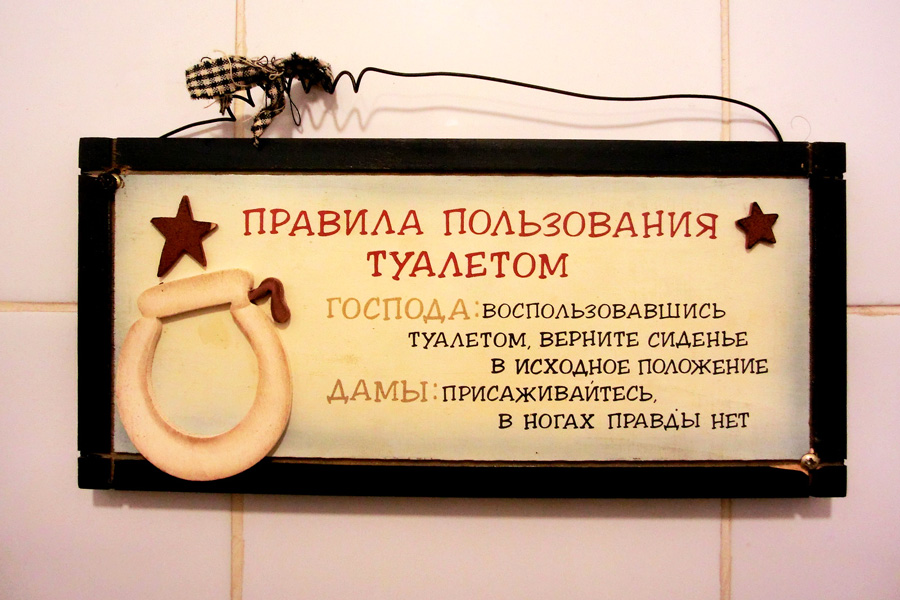 ПРАВИЛА ПОЛЬЗОВАНИЯ
ТУАЛЕТОМ
ГОСПОДА: ВОСПОЛЬЗОВАВШИСЬ
ТУАЛЕТОМ, ВЕРНИТЕ СИДЕНЬЕ
В ИСХОДНОЕ ПОЛОЖЕНИЕ
ДАМЫ: ПРИСАЖИВАЙТЕСЬ,
В НОГАХ ПРАВДЫ НЕТ